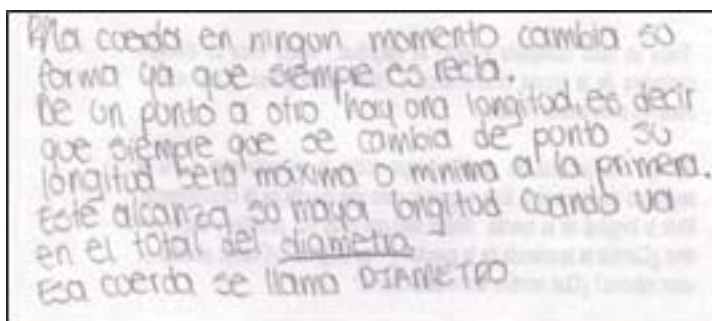 R/ la cuerda en ningun momento cambia su
forma ya que siempre es recta.
De un punto a otro hay una longitud, es decir
que siempre que se cambia de punto su
longitud sera máxima o minima a la primera.
Este alcanza su mayor longitud cuando va
en el total del diametro.
Esa cuerda se llama DIAMETRO